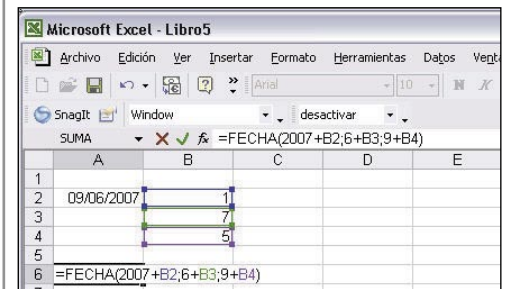 Microsoft Excel - Libro5
Archivo Edición Ver Insertar Formato Herramientas Datos
Arial 10 N K
SnagIt Window desactivar
SUMA =FECHA(2007+B2;6+B3;9+B4)
A B C D E
1
2 09/06/2007 1
3 7
4 5
5
6 =FECHA(2007+B2;6+B3;9+B4)